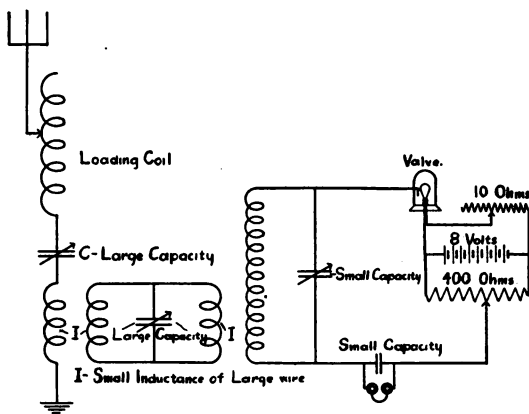 Loading Coil
C-Large Capacity
I
Large Capacity
I
I- Small Inductance of Large wire
Small Capacity
Valve.
10 Ohms
8 Volts
400 Ohms
Small Capacity